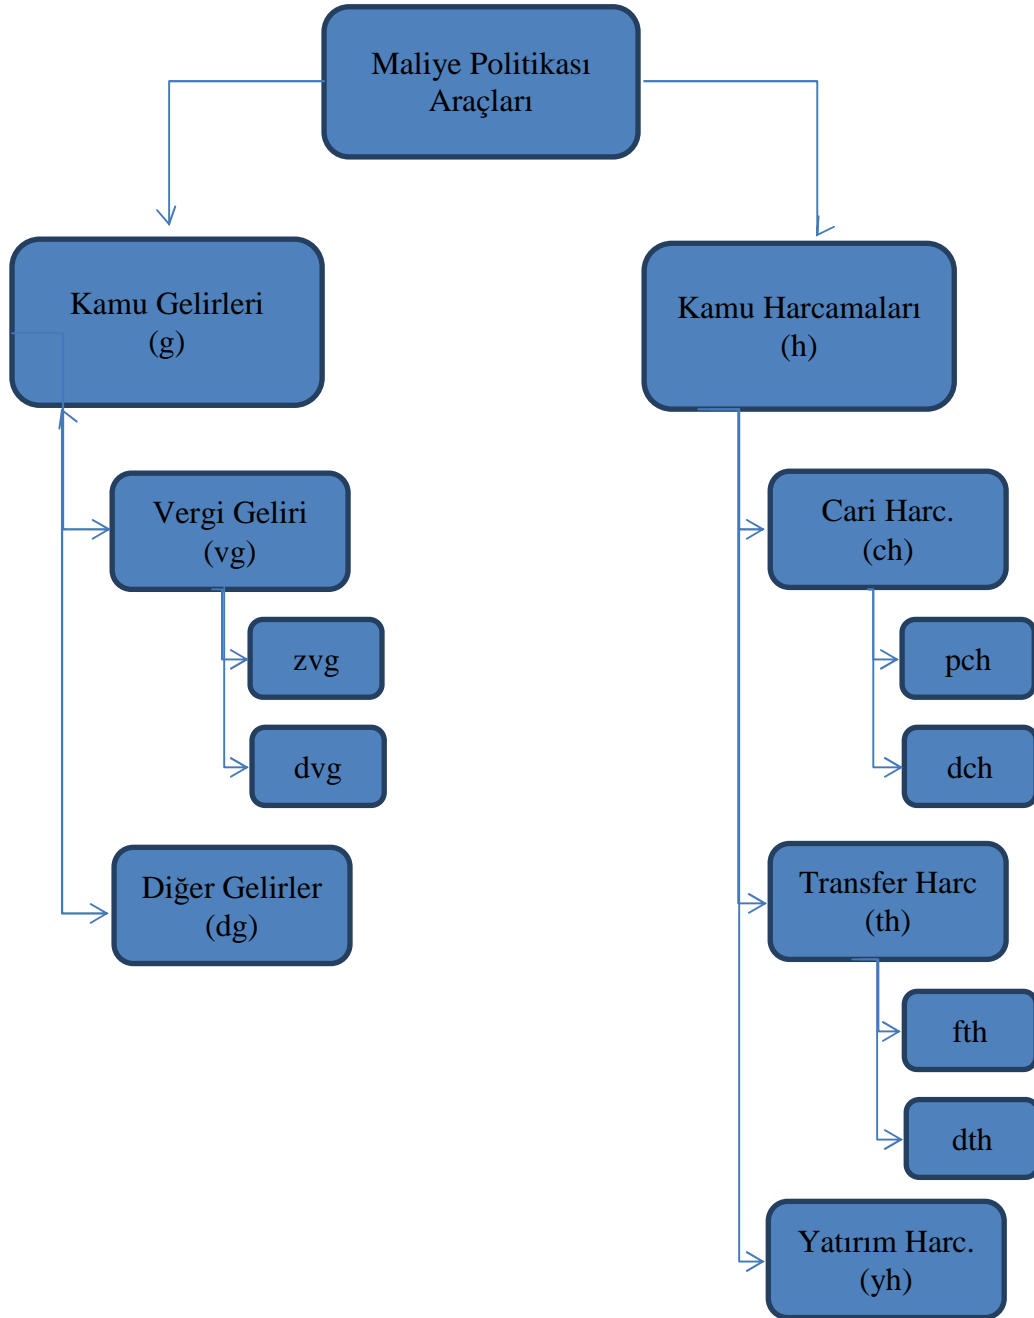 Maliye Politikası
Araçları
Kamu Gelirleri
(g)
Kamu Harcamaları
(h)
Vergi Geliri
(vg)
zvg
dvg
Diğer Gelirler
(dg)
Cari Harc.
(ch)
pch
dch
Transfer Harc
(th)
fth
dth
Yatırım Harc.
(yh)